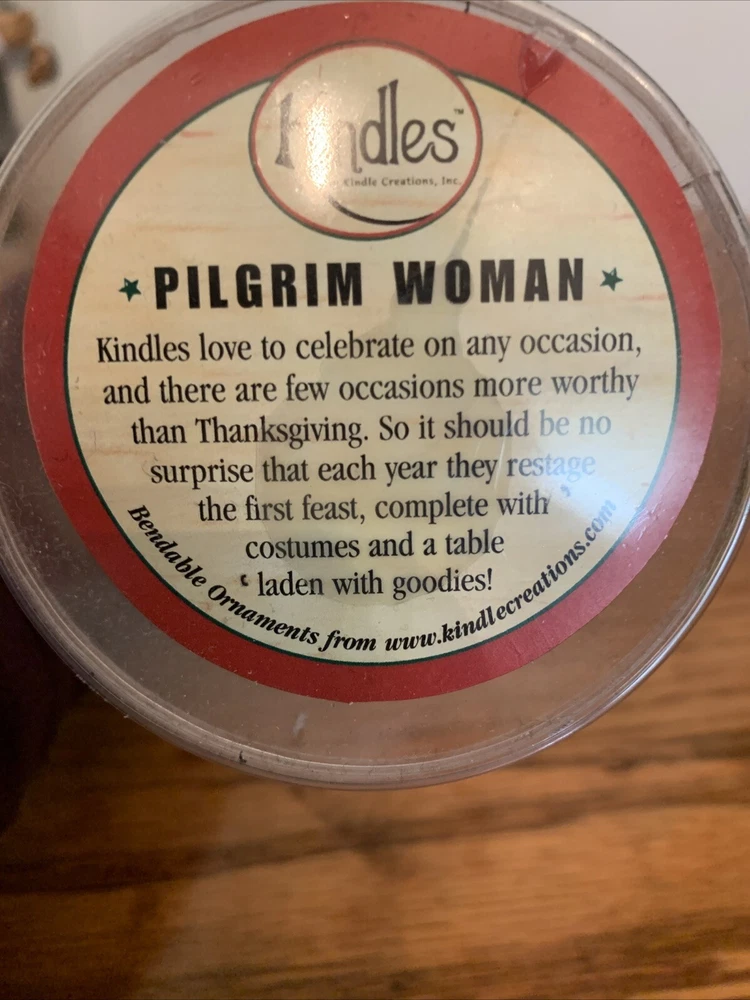 Kindles™
Kindle Creations, Inc.
PILGRIM WOMAN
Kindles love to celebrate on any occasion,
and there are few occasions more worthy
than Thanksgiving. So it should be no
surprise that each year they restage
the first feast, complete with
costumes and a table
laden with goodies!
Bendable Ornaments from www.kindlecreations.com